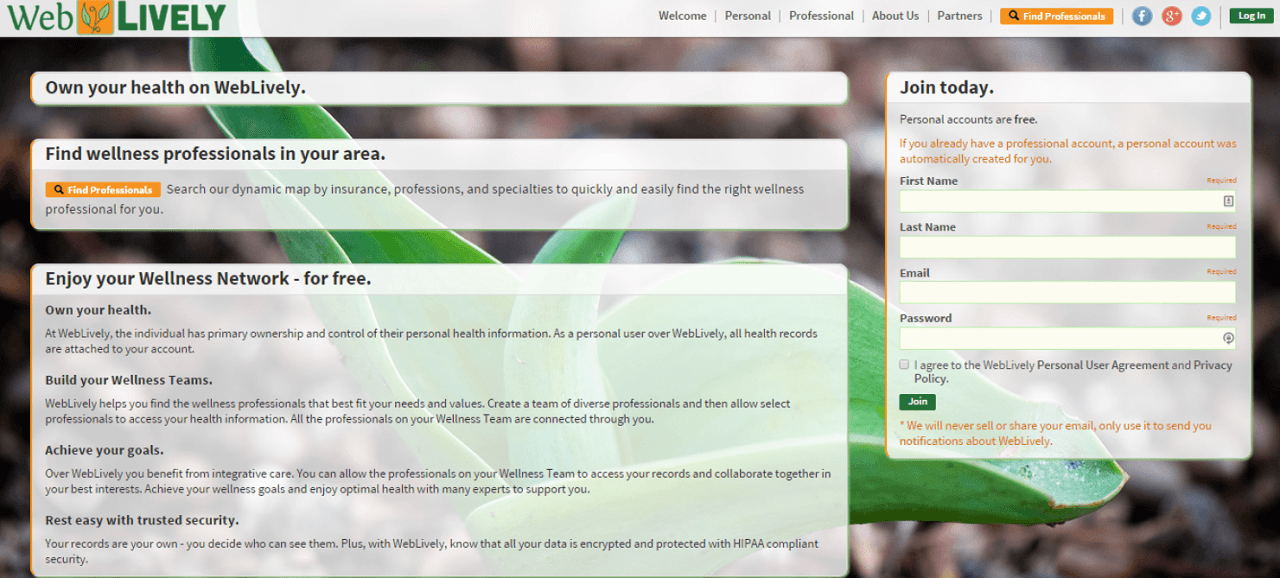 Web LIVELY
Welcome | Personal | Professional | About Us | Partners | Find Professionals | f g+ | Log In
Own your health on WebLively.
Find wellness professionals in your area.
Find Professionals Search our dynamic map by insurance, professions, and specialties to quickly and easily find the right wellness
professional for you.
Enjoy your Wellness Network - for free.
Own your health.
At WebLively, the individual has primary ownership and control of their personal health information. As a personal user over WebLively, all health records
are attached to your account.
Build your Wellness Teams.
WebLively helps you find the wellness professionals that best fit your needs and values. Create a team of diverse professionals and then allow select
professionals to access your health information. All the professionals on your Wellness Team are connected through you.
Achieve your goals.
Over WebLively you benefit from integrative care. You can allow the professionals on your Wellness Team to access your records and collaborate together in
your best interests. Achieve your wellness goals and enjoy optimal health with many experts to support you.
Rest easy with trusted security.
Your records are your own - you decide who can see them. Plus, with WebLively, know that all your data is encrypted and protected with HIPAA compliant
security.
Join today.
Personal accounts are free.
If you already have a professional account, a personal account was
automatically created for you.
First Name Required
Last Name Required
Email Required
Password Required
I agree to the WebLively Personal User Agreement and Privacy
Policy.
Join
* We will never sell or share your email, only use it to send you
notifications about WebLively.